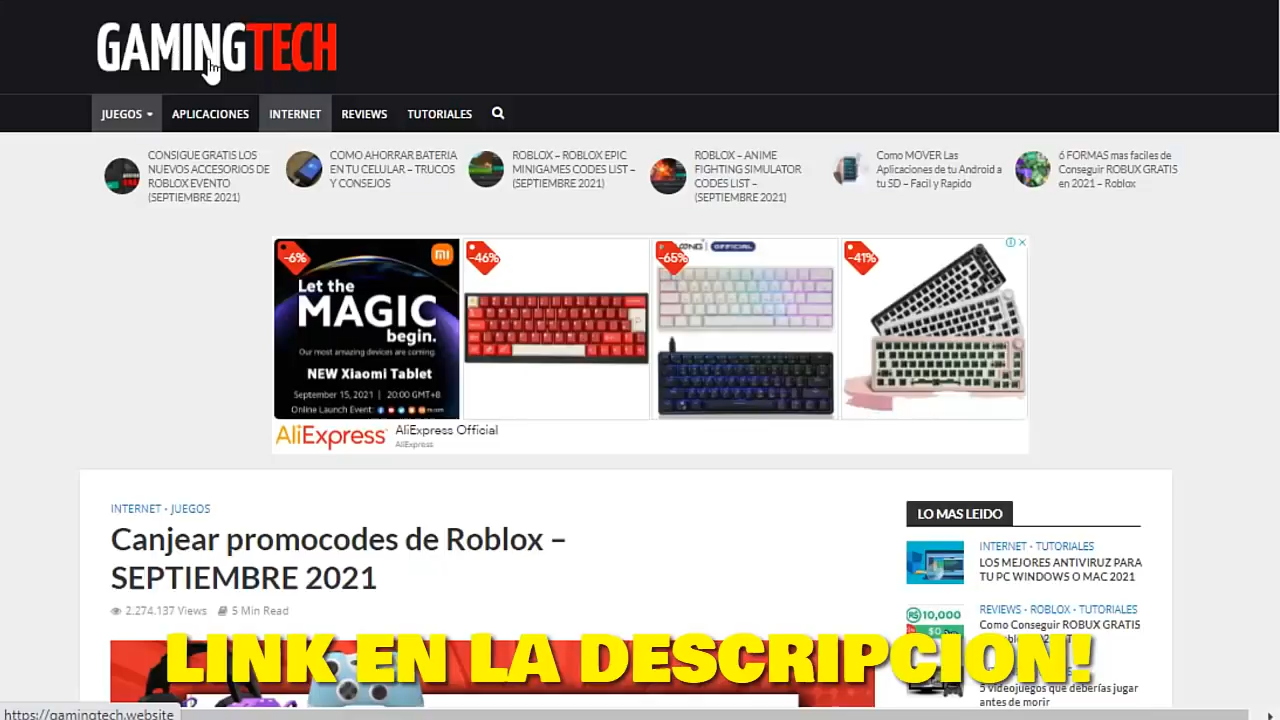 GAMINGTECH
JUEGOS
APLICACIONES
INTERNET
REVIEWS
TUTORIALES
CONSIGUE GRATIS LOS
NUEVOS ACCESORIOS DE
ROBLOX EVENTO
(SEPTIEMBRE 2021)
COMO AHORRAR BATERIA
EN TU CELULAR – TRUCOS
Y CONSEJOS
ROBLOX – ROBLOX EPIC
MINIGAMES CODES LIST –
(SEPTIEMBRE 2021)
ROBLOX – ANIME
FIGHTING SIMULATOR
CODES LIST –
(SEPTIEMBRE 2021)
Como MOVER Las
Aplicaciones de tu Android a
tu SD – Facil y Rapido
6 FORMAS mas faciles de
Conseguir ROBUX GRATIS
en 2021 – Roblox
-6%
Let the
MAGIC
begin.
Our most amazing devices are coming.
NEW Xiaomi Tablet
September 15, 2021 | 20:00 GMT+8
Online Launch Event:
-46%
-65%
OFFICIAL
-41%
AliExpress
AliExpress Official
AliExpress
INTERNET • JUEGOS
Canjear promocodes de Roblox –
SEPTIEMBRE 2021
2.274.137 Views
5 Min Read
LO MAS LEIDO
INTERNET • TUTORIALES
LOS MEJORES ANTIVIRUZ PARA
TU PC WINDOWS O MAC 2021
R$ 10,000
$0
REVIEWS • ROBLOX • TUTORIALES
Como Conseguir ROBUX GRATIS
5 videojuegos que deberías jugar
antes de morir
LINK EN LA DESCRIPCION!
https://gamingtech.website